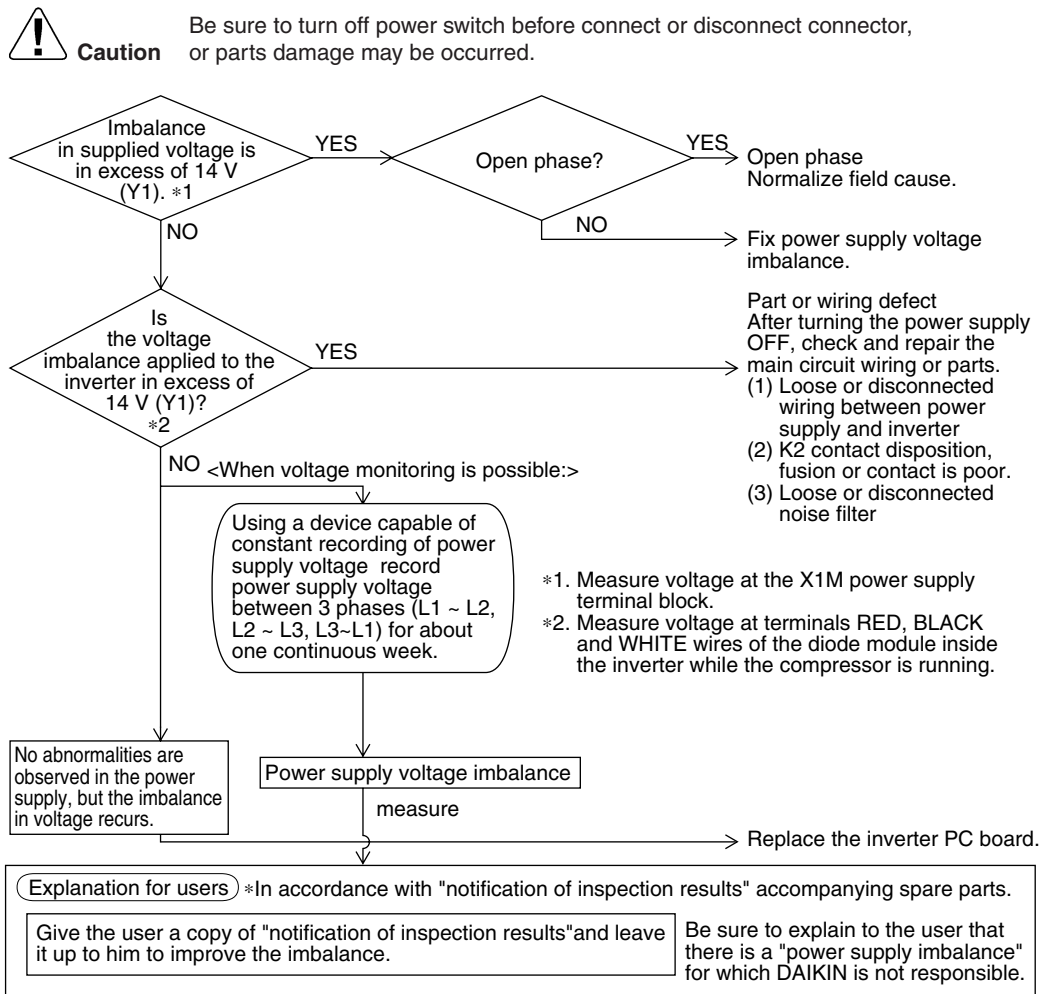 Caution
Be sure to turn off power switch before connect or disconnect connector,
or parts damage may be occurred.
Imbalance
in supplied voltage is
in excess of 14 V
(Y1). *1
YES
Open phase?
YES
Open phase
Normalize field cause.
NO
NO
Fix power supply voltage
imbalance.
Is
the voltage
imbalance applied to the
inverter in excess of
14 V (Y1)?
*2
YES
Part or wiring defect
After turning the power supply
OFF, check and repair the
main circuit wiring or parts.
(1) Loose or disconnected
wiring between power
supply and inverter
(2) K2 contact disposition,
fusion or contact is poor.
(3) Loose or disconnected
noise filter
NO
<When voltage monitoring is possible:>
Using a device capable of
constant recording of power
supply voltage record
power supply voltage
between 3 phases (L1 ~ L2,
L2 ~ L3, L3~L1) for about
one continuous week.
*1. Measure voltage at the X1M power supply
terminal block.
*2. Measure voltage at terminals RED, BLACK
and WHITE wires of the diode module inside
the inverter while the compressor is running.
No abnormalities are
observed in the power
supply, but the imbalance
in voltage recurs.
Power supply voltage imbalance
measure
Replace the inverter PC board.
Explanation for users *In accordance with "notification of inspection results" accompanying spare parts.
Give the user a copy of "notification of inspection results"and leave
it up to him to improve the imbalance.
Be sure to explain to the user that
there is a "power supply imbalance"
for which DAIKIN is not responsible.